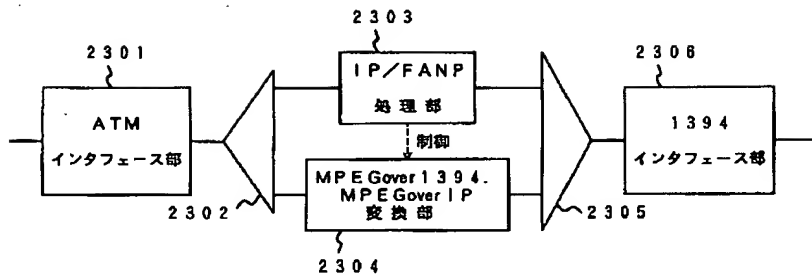 2303
2301
IP/FANP
処理部
2306
ATM
インタフェース部
制御
1394
インタフェース部
MPEGover1394.
MPEGoverIP
変換部
2302
2305
2304